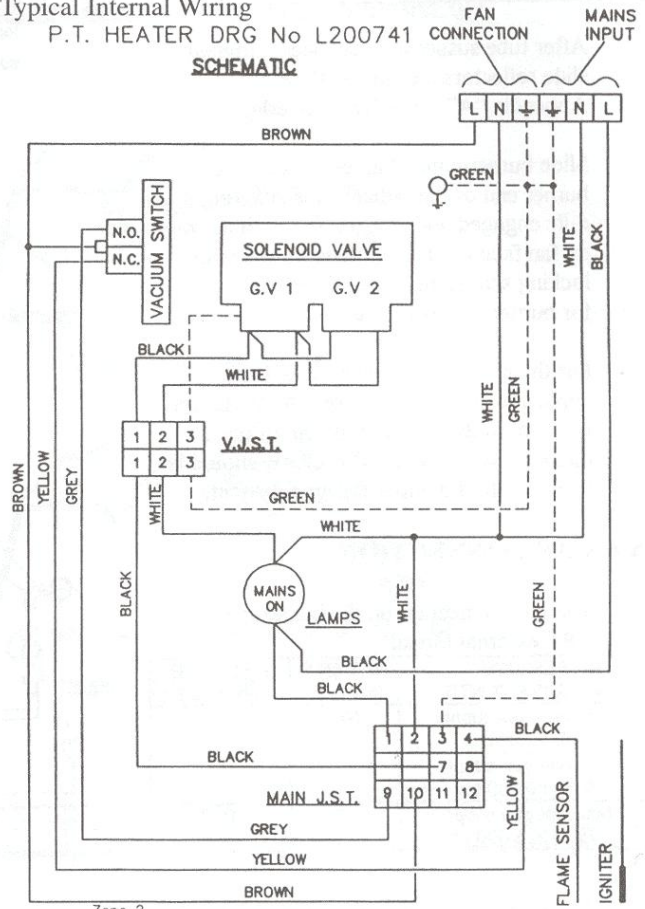 Typical Internal Wiring
P.T. HEATER DRG No L200741
SCHEMATIC
FAN CONNECTION
MAINS INPUT
L N L N
BROWN
GREEN
N.O.
N.C.
VACUUM SWITCH
SOLENOID VALVE
G.V 1 G.V 2
WHITE
BLACK
BLACK
WHITE
WHITE
GREEN
1 2 3
1 2 3
V.J.S.T.
BROWN
YELLOW
GREY
WHITE
GREEN
WHITE
MAINS ON
LAMPS
BLACK
WHITE
GREEN
BLACK
BLACK
1 2 3 4
BLACK
BLACK
7 8
MAIN J.S.T.
9 10 11 12
YELLOW
FLAME SENSOR
IGNITER
GREY
YELLOW
BROWN